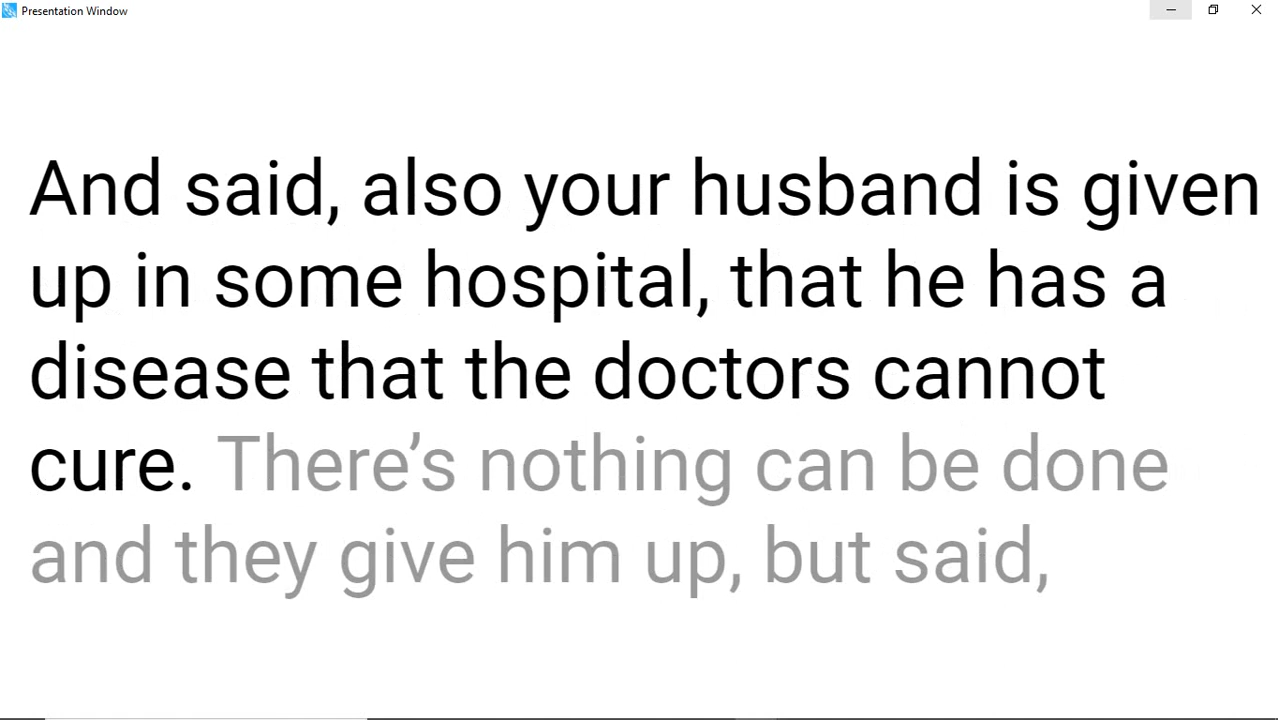 Presentation Window
And said, also your husband is given
up in some hospital, that he has a
disease that the doctors cannot
cure. There’s nothing can be done
and they give him up, but said,